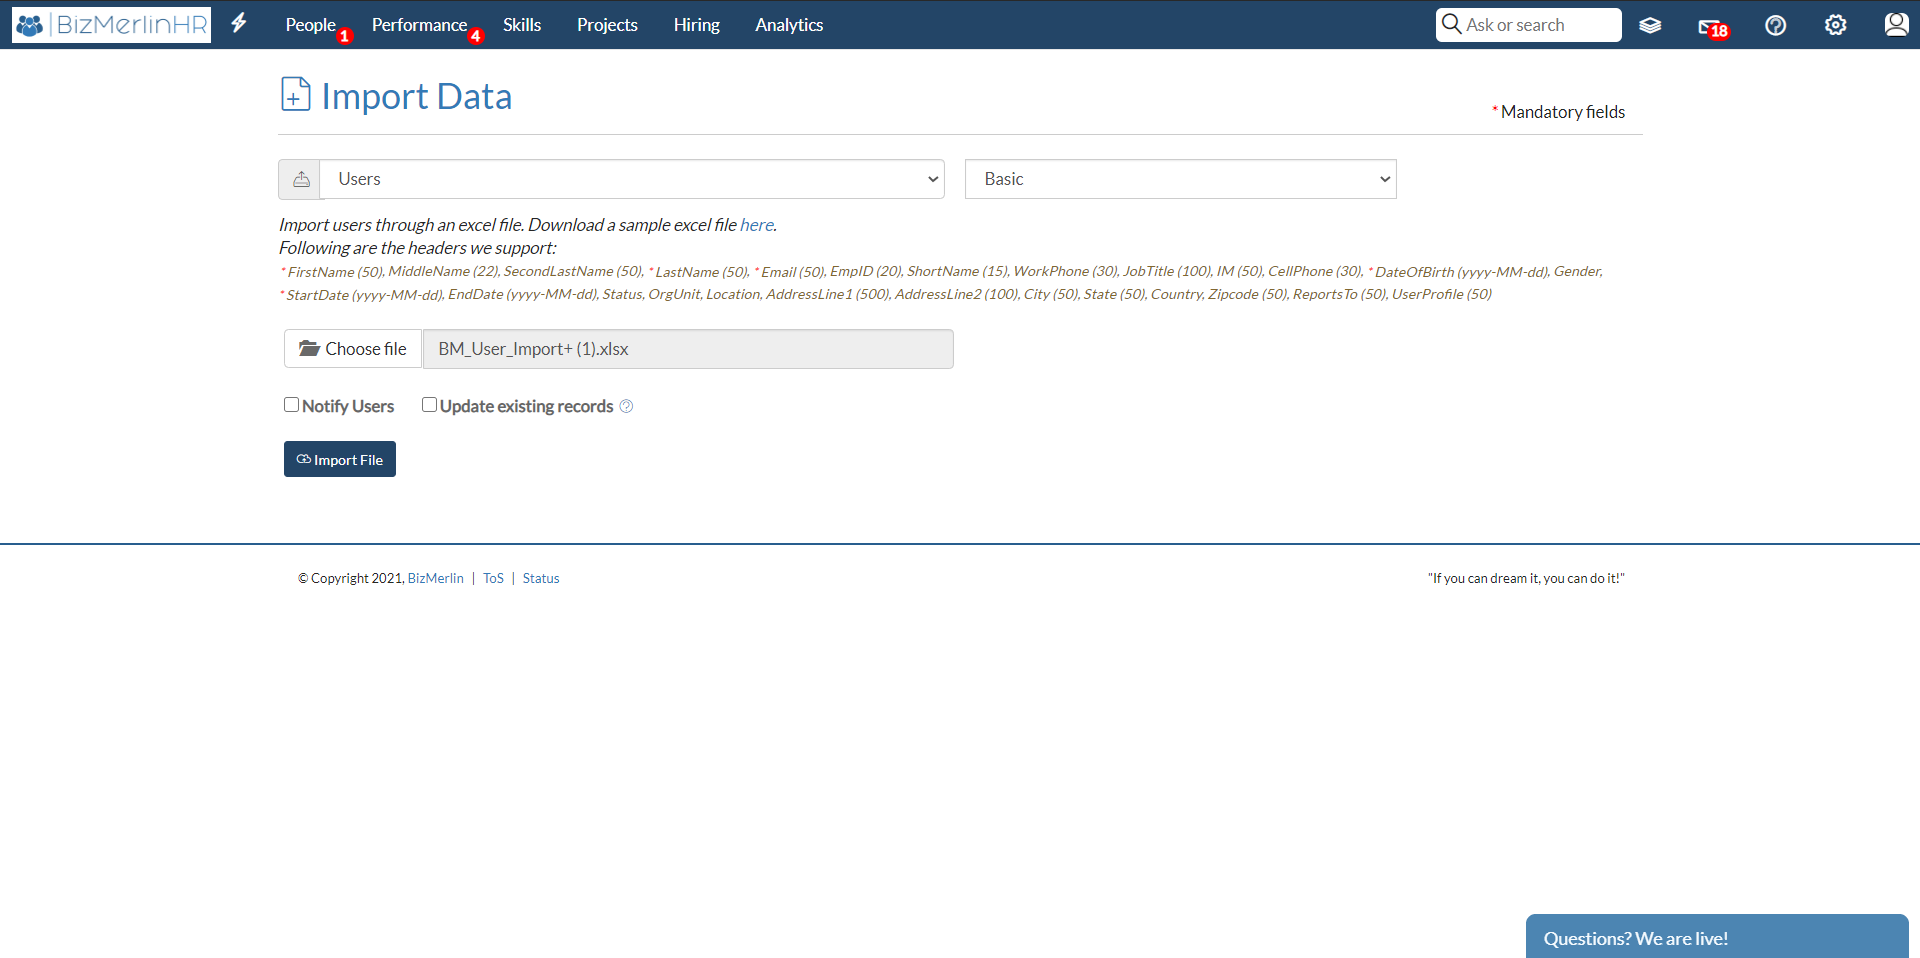 BizMerlinHR
People 1 Performance 4 Skills Projects Hiring Analytics
Ask or search
18
Import Data
*Mandatory fields
Users
Basic
Import users through an excel file. Download a sample excel file here.
Following are the headers we support:
*FirstName (50), MiddleName (22), SecondLastName (50), *LastName (50), *Email (50), EmpID (20), ShortName (15), WorkPhone (30), JobTitle (100), IM (50), CellPhone (30), *DateOfBirth (yyyy-MM-dd), Gender,
*StartDate (yyyy-MM-dd), EndDate (yyyy-MM-dd), Status, OrgUnit, Location, AddressLine1 (500), AddressLine2 (100), City (50), State (50), Country, Zipcode (50), ReportsTo (50), UserProfile (50)
Choose file
BM_User_Import+ (1).xlsx
Notify Users
Update existing records
Import File
© Copyright 2021, BizMerlin | ToS | Status
"If you can dream it, you can do it!"
Questions? We are live!